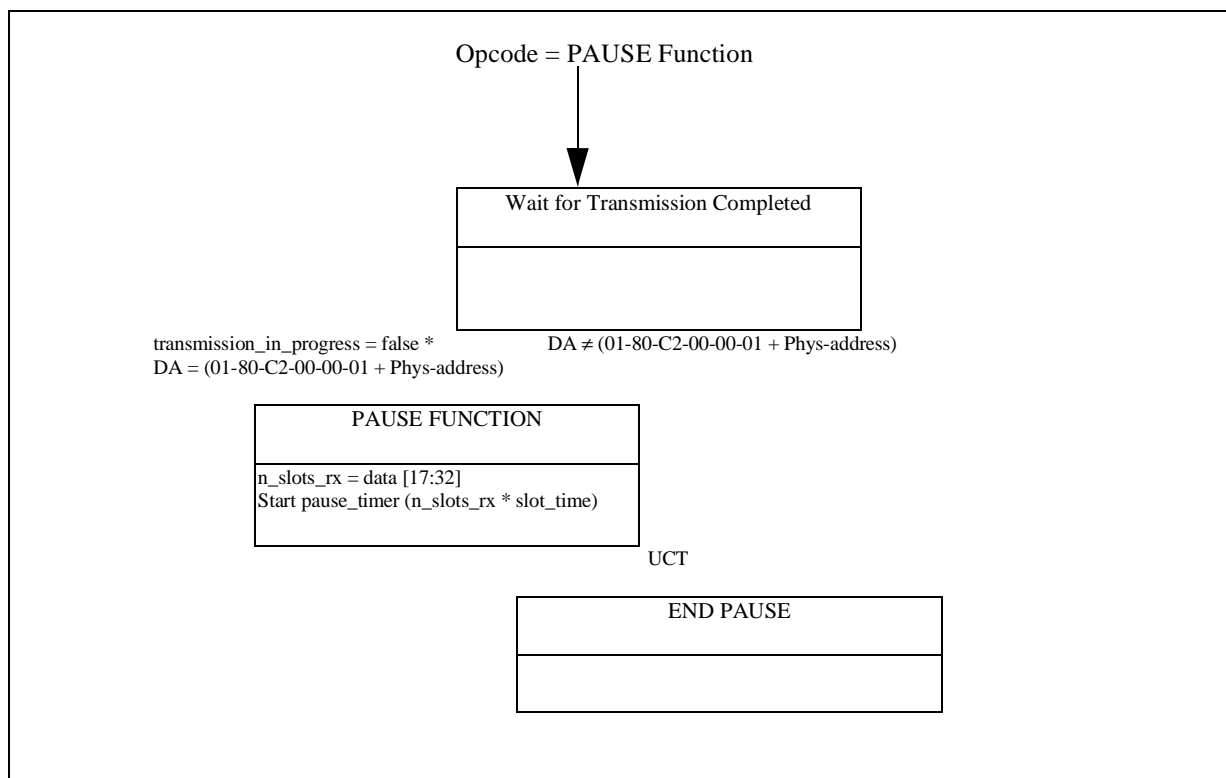 Opcode = PAUSE Function
Wait for Transmission Completed
transmission_in_progress = false *
DA = (01-80-C2-00-00-01 + Phys-address)
DA ≠ (01-80-C2-00-00-01 + Phys-address)
PAUSE FUNCTION
n_slots_rx = data [17:32]
Start pause_timer (n_slots_rx * slot_time)
UCT
END PAUSE